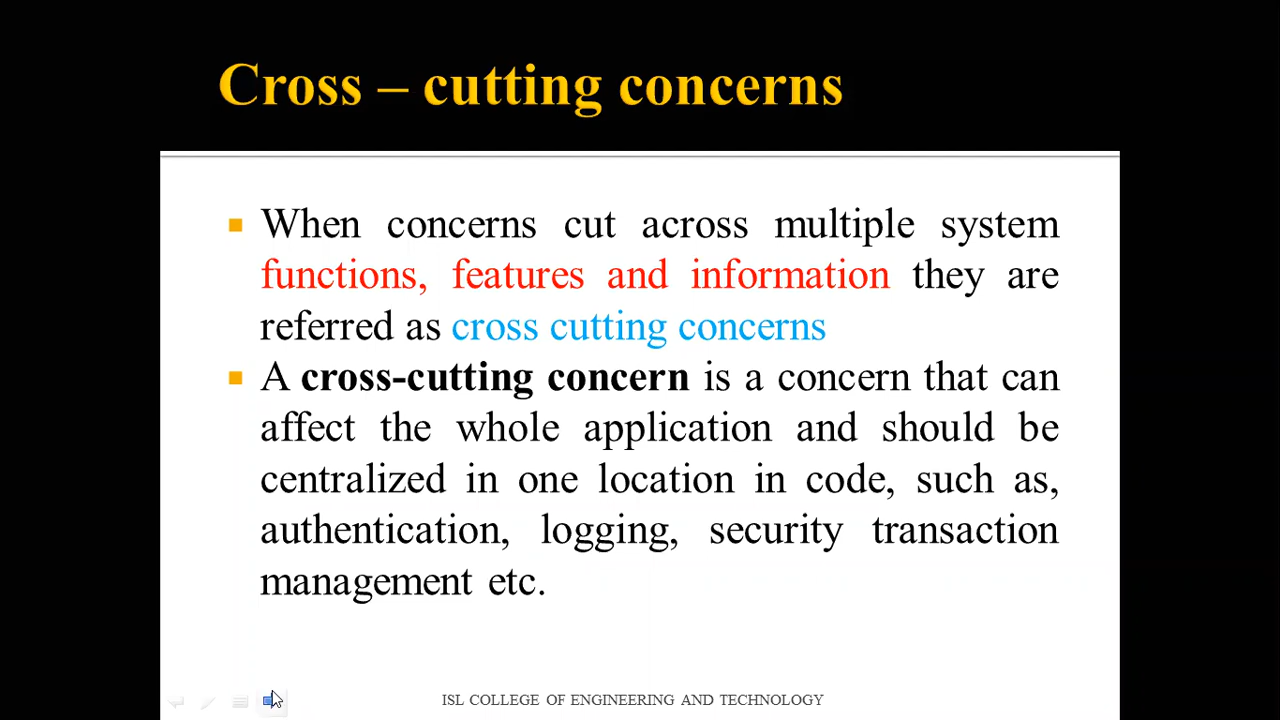 Cross – cutting concerns
When concerns cut across multiple system
functions, features and information they are
referred as cross cutting concerns
A cross-cutting concern is a concern that can
affect the whole application and should be
centralized in one location in code, such as,
authentication, logging, security transaction
management etc.
ISL COLLEGE OF ENGINEERING AND TECHNOLOGY